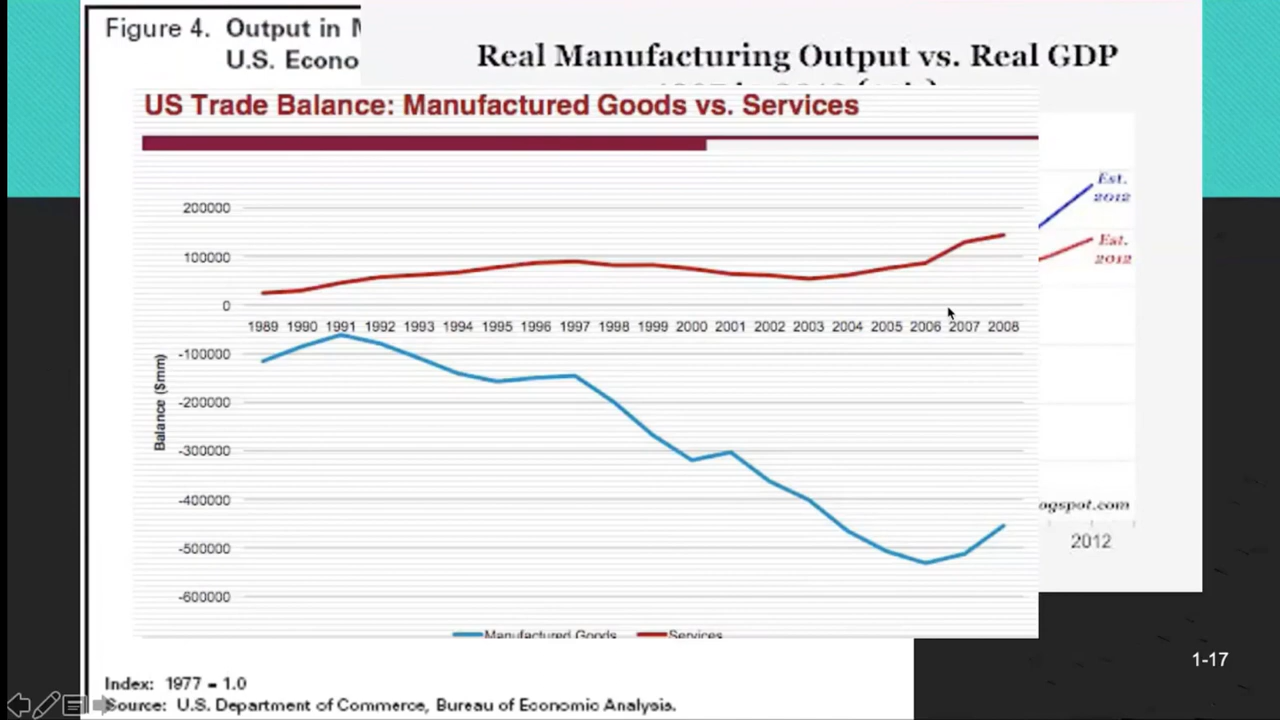 Figure 4. Output in
U.S. Econo
Real Manufacturing Output vs. Real GDP
US Trade Balance: Manufactured Goods vs. Services
200000
100000
0
1989 1990 1991 1992 1993 1994 1995 1996 1997 1998 1999 2000 2001 2002 2003 2004 2005 2006 2007 2008
-100000
-200000
-300000
-400000
-500000
-600000
Balance ($mm)
Manufactured Goods Services
Est.
2012
Est.
2012
ogspot.com
2012
1-17
Index: 1977 = 1.0
Source: U.S. Department of Commerce, Bureau of Economic Analysis.